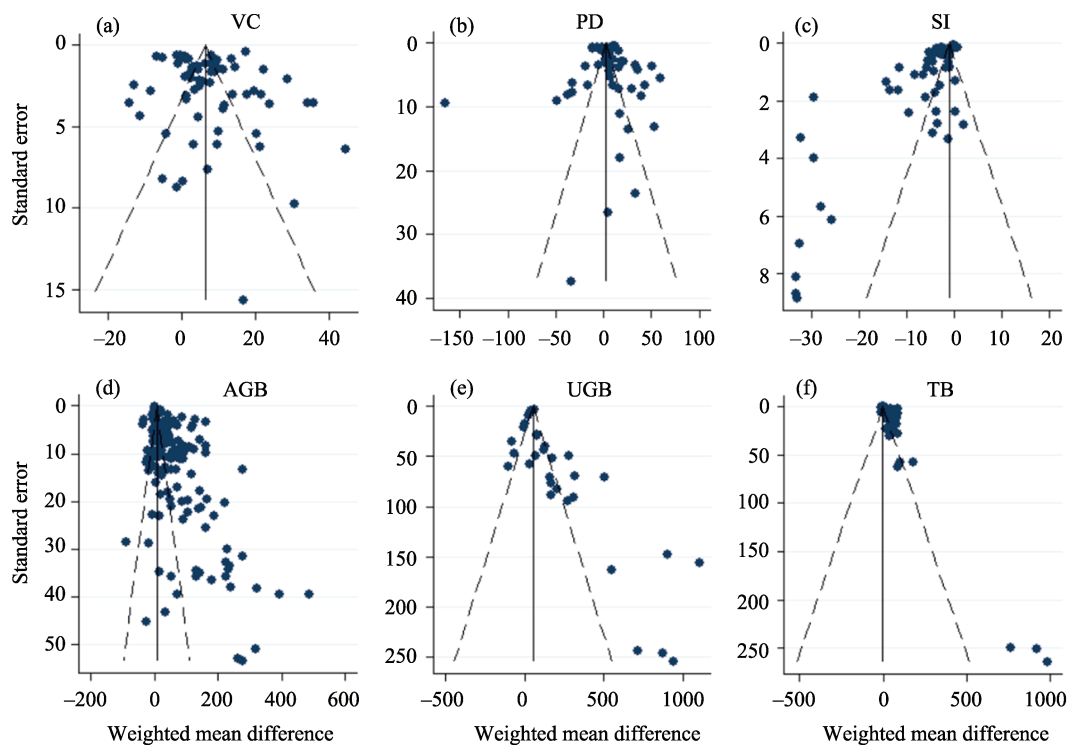 (a) VC
(b) PD
(c) SI
Standard error
0
5
10
15
−20 0 20 40
0
10
20
30
40
−150 −100 −50 0 50 100
0
2
4
6
8
−30 −20 −10 0 10 20
(d) AGB
(e) UGB
(f) TB
Standard error
0
10
20
30
40
50
−200 0 200 400 600
0
50
100
150
200
250
−500 0 500 1000
0
50
100
150
200
250
−500 0 500 1000
Weighted mean difference
Weighted mean difference
Weighted mean difference